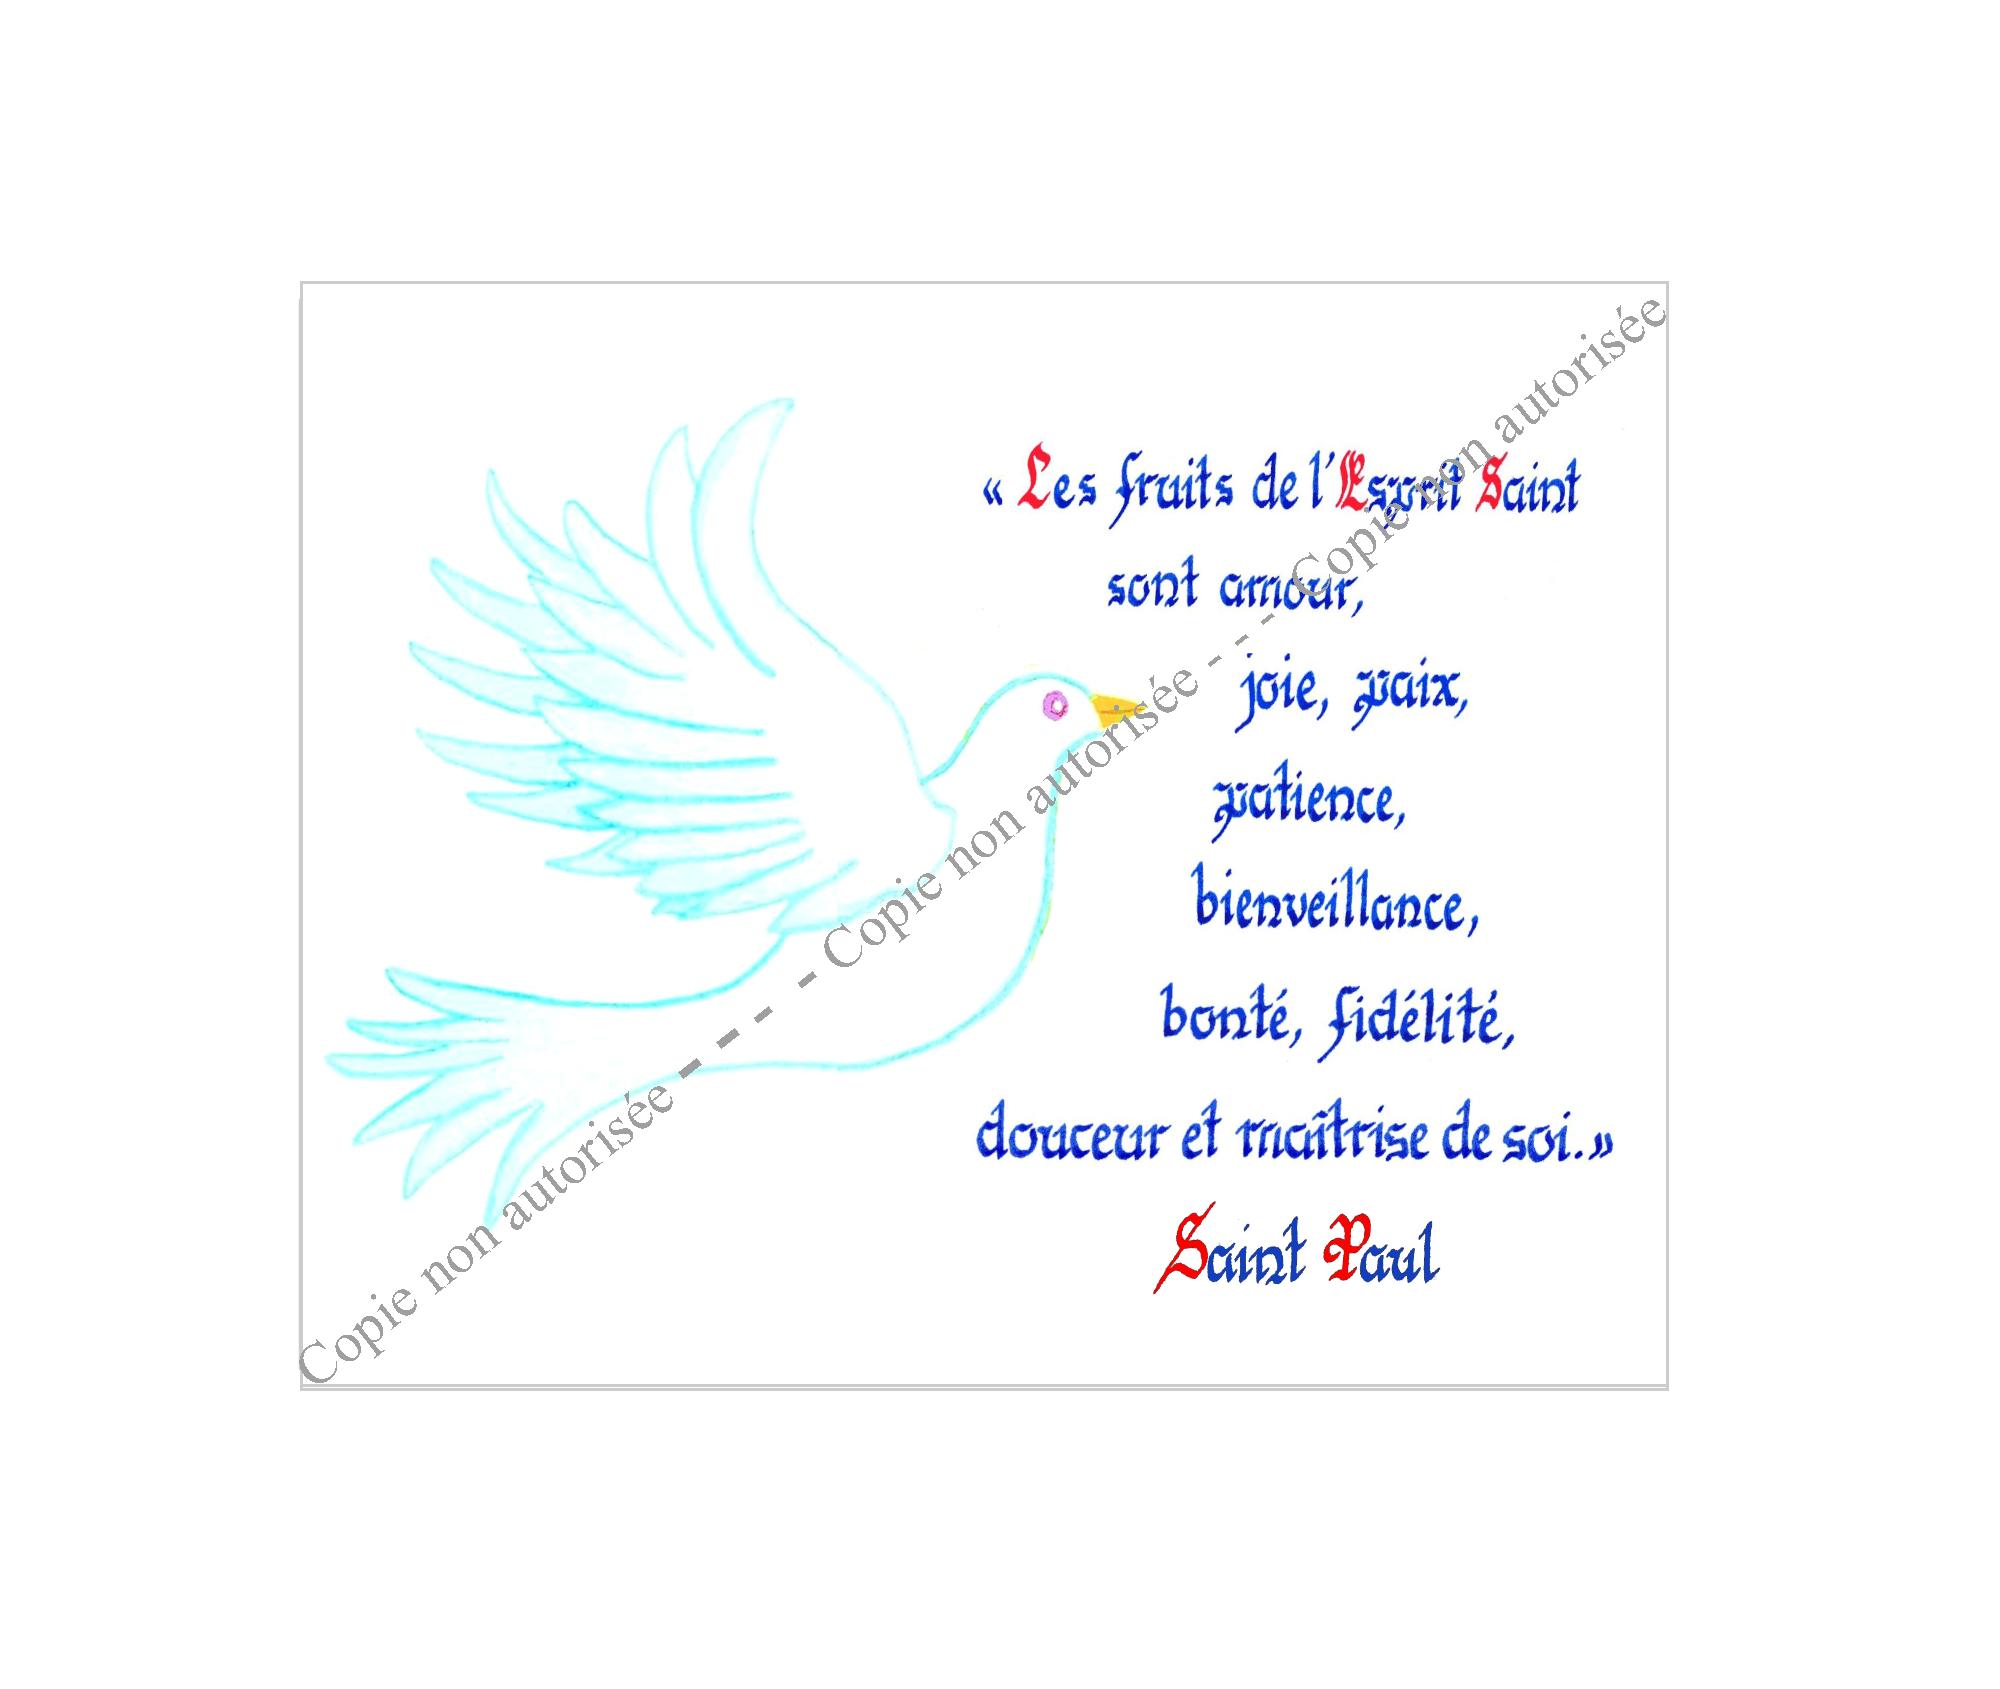 « Les fruits de l'Esprit Saint
sont amour,
joie, paix,
patience,
bienveillance,
bonté, fidélité,
douceur et maîtrise de soi.»
Saint Paul
Copie non autorisée - - - - Copie non autorisée - - - Copie non autorisée